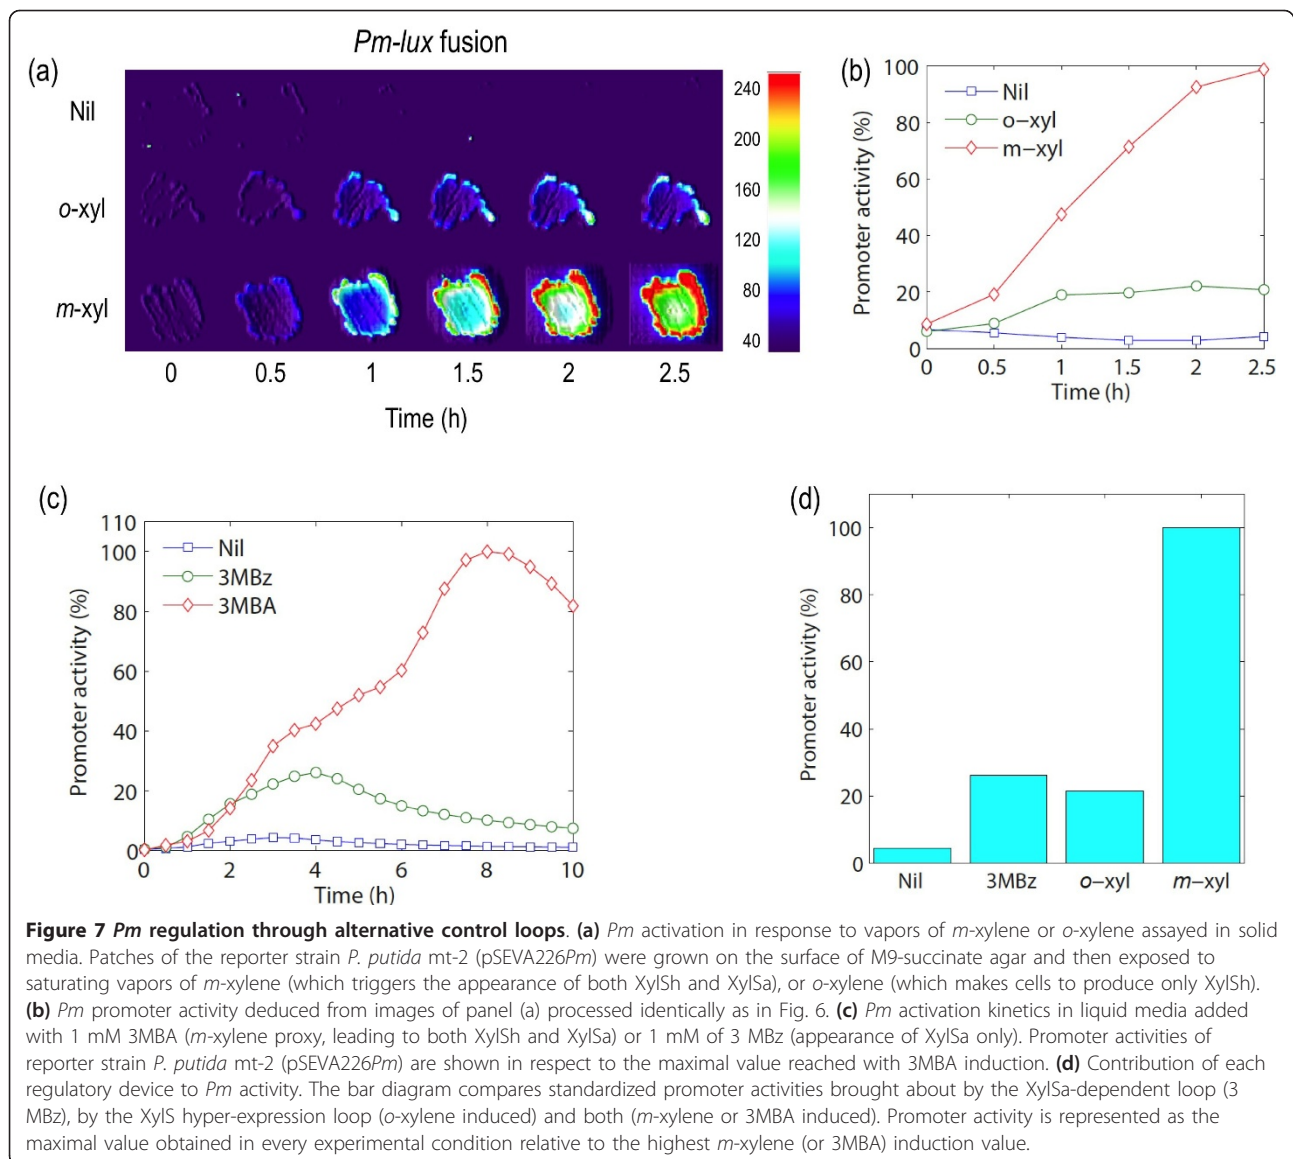 Pm-lux fusion
(a)
Nil
o-xyl
m-xyl
0 0.5 1 1.5 2 2.5
Time (h)
240
200
160
120
80
40
(b)
Promoter activity (%)
100
80
60
40
20
0
Nil
o-xyl
m-xyl
0 0.5 1 1.5 2 2.5
Time (h)
(c)
Promoter activity (%)
110
100
80
60
40
20
0
Nil
3MBz
3MBA
0 2 4 6 8 10
Time (h)
(d)
Promoter activity (%)
100
80
60
40
20
0
Nil 3MBz o-xyl m-xyl
Figure 7 Pm regulation through alternative control loops. (a) Pm activation in response to vapors of m-xylene or o-xylene assayed in solid
media. Patches of the reporter strain P. putida mt-2 (pSEVA226Pm) were grown on the surface of M9-succinate agar and then exposed to
saturating vapors of m-xylene (which triggers the appearance of both XylSh and XylSa), or o-xylene (which makes cells to produce only XylSh).
(b) Pm promoter activity deduced from images of panel (a) processed identically as in Fig. 6. (c) Pm activation kinetics in liquid media added
with 1 mM 3MBA (m-xylene proxy, leading to both XylSh and XylSa) or 1 mM of 3 MBz (appearance of XylSa only). Promoter activities of
reporter strain P. putida mt-2 (pSEVA226Pm) are shown in respect to the maximal value reached with 3MBA induction. (d) Contribution of each
regulatory device to Pm activity. The bar diagram compares standardized promoter activities brought about by the XylSa-dependent loop (3
MBz), by the XylS hyper-expression loop (o-xylene induced) and both (m-xylene or 3MBA induced). Promoter activity is represented as the
maximal value obtained in every experimental condition relative to the highest m-xylene (or 3MBA) induction value.